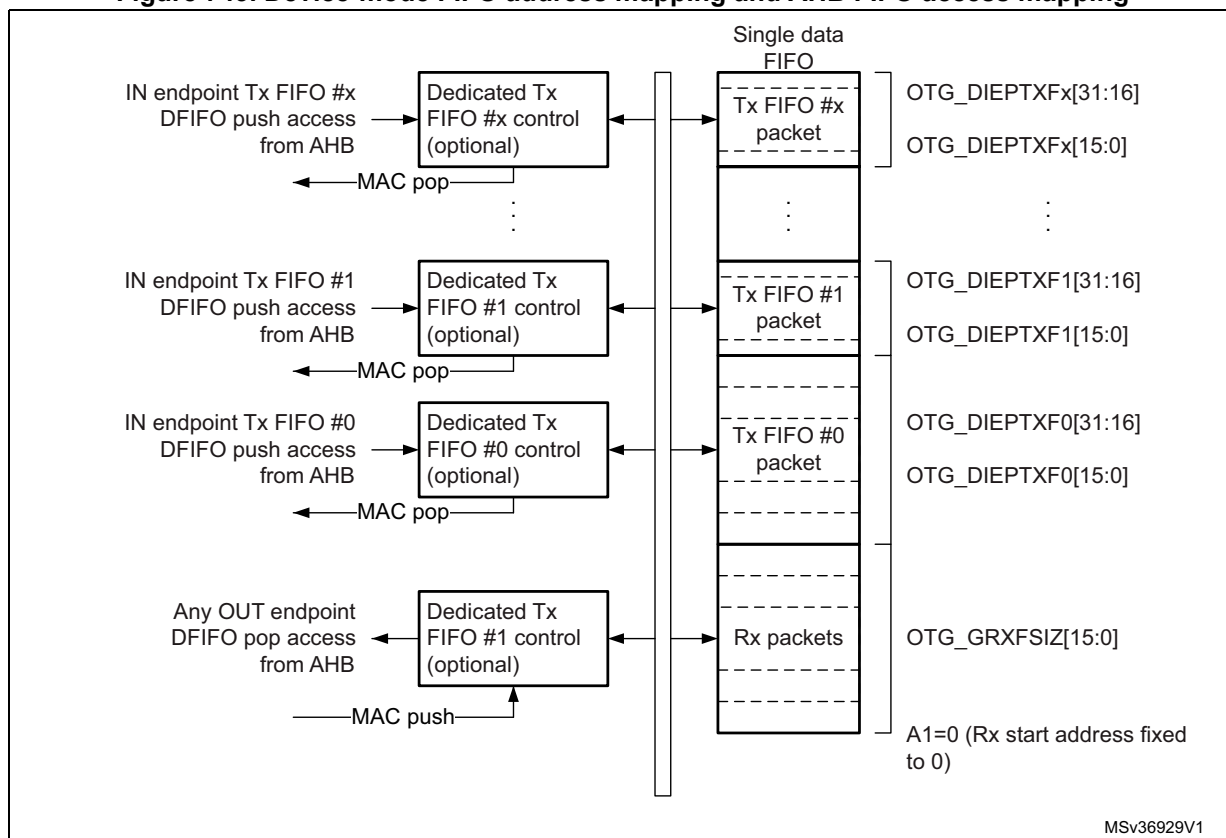 Figure Device-mode FIFO address mapping and AHB FIFO access mapping
Single data
FIFO
IN endpoint Tx FIFO #x
DFIFO push access
from AHB
Dedicated Tx
FIFO #x control
(optional)
MAC pop
Tx FIFO #x
packet
OTG_DIEPTXFx[31:16]
OTG_DIEPTXFx[15:0]
IN endpoint Tx FIFO #1
DFIFO push access
from AHB
Dedicated Tx
FIFO #1 control
(optional)
MAC pop
Tx FIFO #1
packet
OTG_DIEPTXF1[31:16]
OTG_DIEPTXF1[15:0]
IN endpoint Tx FIFO #0
DFIFO push access
from AHB
Dedicated Tx
FIFO #0 control
(optional)
MAC pop
Tx FIFO #0
packet
OTG_DIEPTXF0[31:16]
OTG_DIEPTXF0[15:0]
Any OUT endpoint
DFIFO pop access
from AHB
Dedicated Tx
FIFO #1 control
(optional)
MAC push
Rx packets
OTG_GRXFSIZ[15:0]
A1=0 (Rx start address fixed
to 0)
MSv36929V1